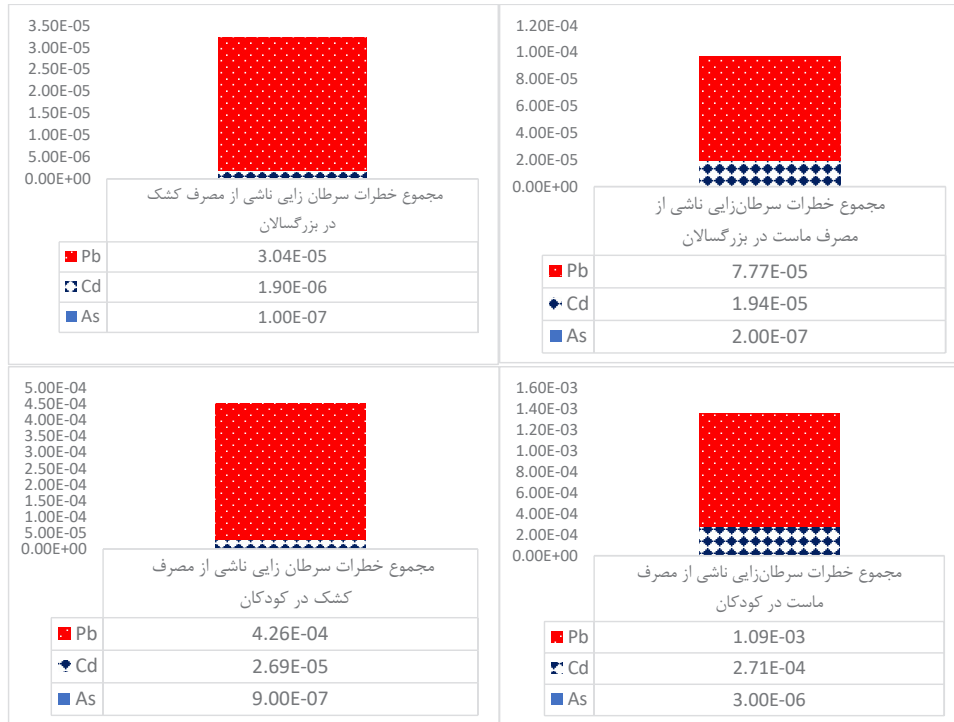 3.50E-05
3.00E-05
2.50E-05
2.00E-05
1.50E-05
1.00E-05
5.00E-06
0.00E+00
مجموع خطرات سرطان زایی ناشی از مصرف کشک
در بزرگسالان
Pb 3.04E-05
Cd 1.90E-06
As 1.00E-07
1.20E-04
1.00E-04
8.00E-05
6.00E-05
4.00E-05
2.00E-05
0.00E+00
مجموع خطرات سرطان‌زایی ناشی از
مصرف ماست در بزرگسالان
Pb 7.77E-05
Cd 1.94E-05
As 2.00E-07
5.00E-04
4.50E-04
4.00E-04
3.50E-04
3.00E-04
2.50E-04
2.00E-04
1.50E-04
1.00E-04
5.00E-05
0.00E+00
مجموع خطرات سرطان زایی ناشی از مصرف
کشک در کودکان
Pb 4.26E-04
Cd 2.69E-05
As 9.00E-07
1.60E-03
1.40E-03
1.20E-03
1.00E-03
8.00E-04
6.00E-04
4.00E-04
2.00E-04
0.00E+00
مجموع خطرات سرطان‌زایی ناشی از مصرف
ماست در کودکان
Pb 1.09E-03
Cd 2.71E-04
As 3.00E-06